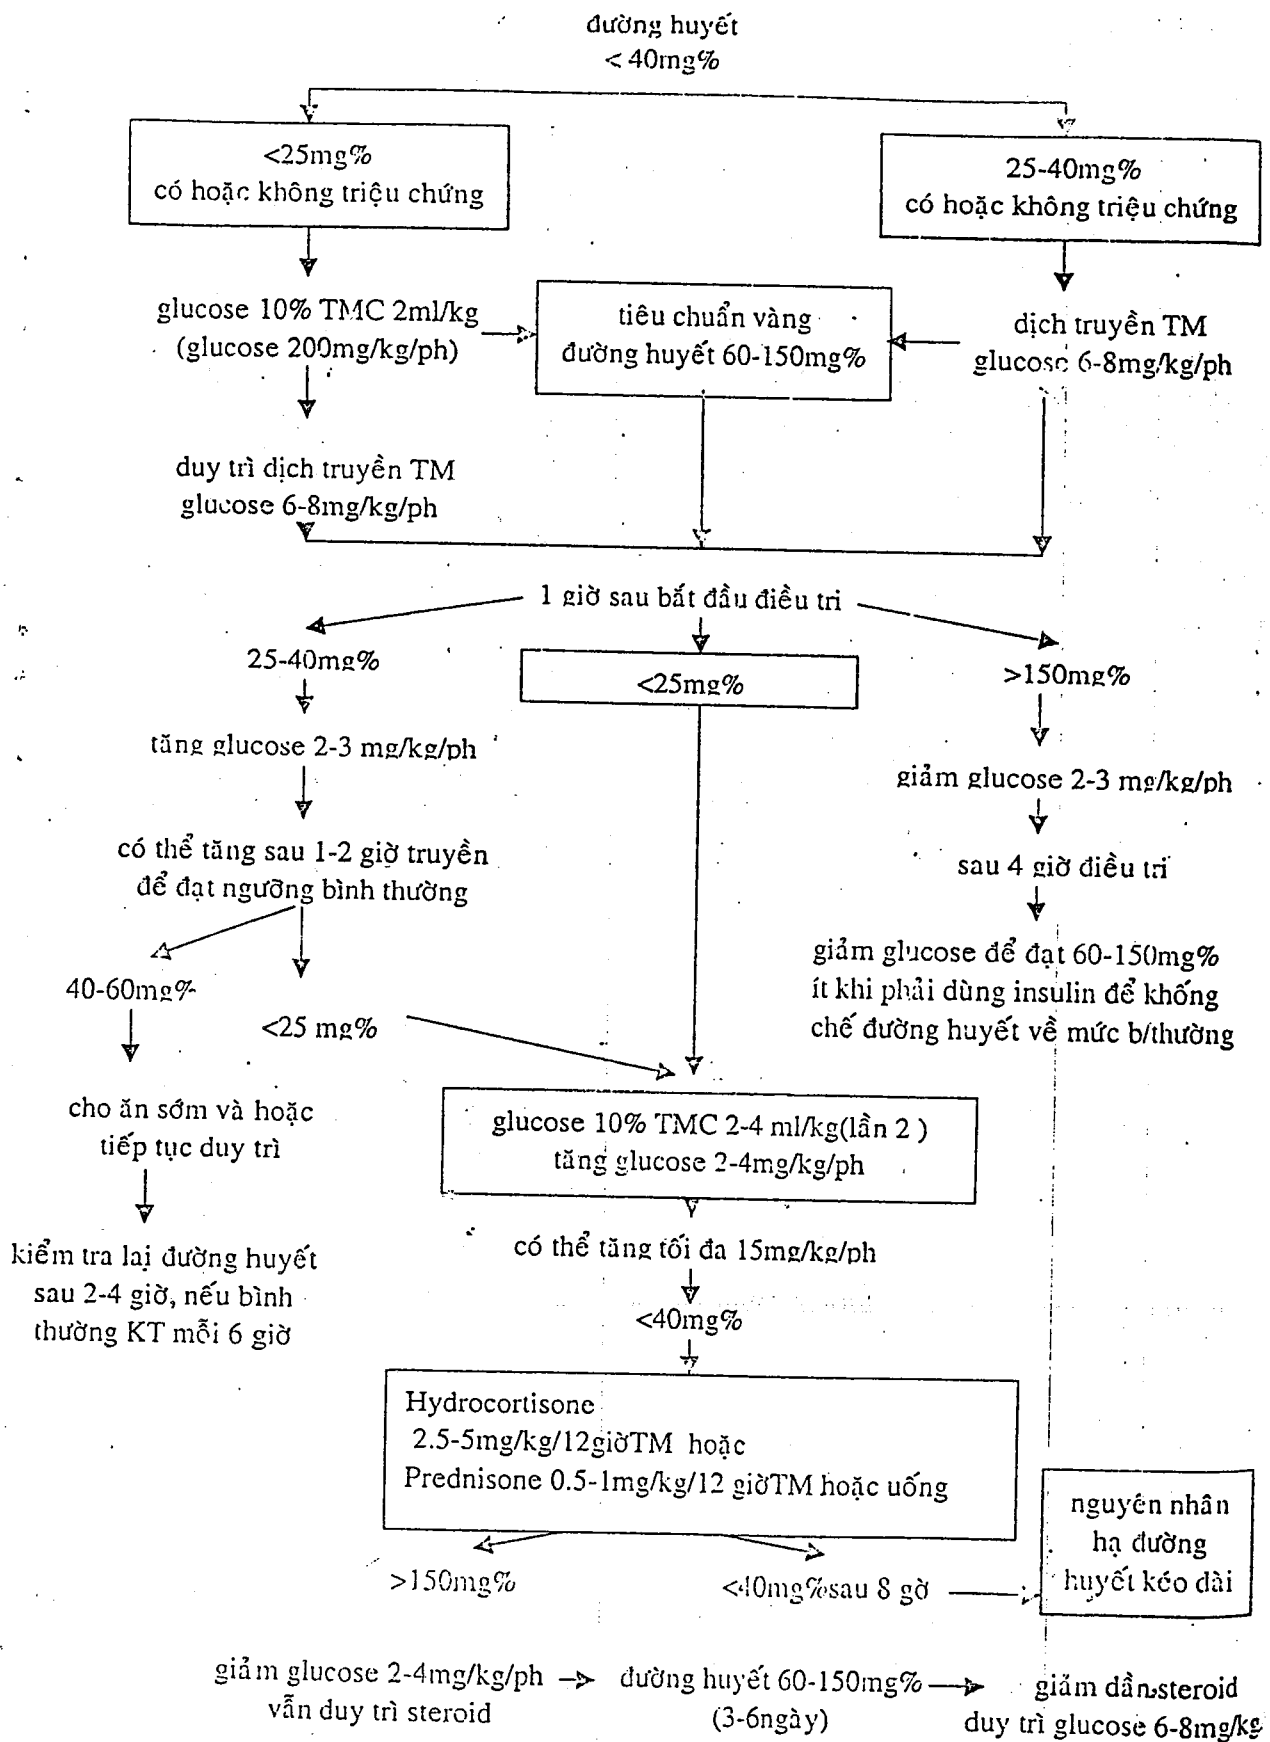 đường huyết
< 40mg%
<25mg%
có hoặc không triệu chứng
25-40mg%
có hoặc không triệu chứng
glucose 10% TMC 2ml/kg
(glucose 200mg/kg/ph)
tiêu chuẩn vàng
đường huyết 60-150mg%
dịch truyền TM
glucose 6-8mg/kg/ph
duy trì dịch truyền TM
glucose 6-8mg/kg/ph
1 giờ sau bắt đầu điều tri
25-40mg%
<25mg%
>150mg%
tăng glucose 2-3 mg/kg/ph
giảm glucose 2-3 mg/kg/ph
có thể tăng sau 1-2 giờ truyền
để đạt ngưỡng bình thường
sau 4 giờ điều tri
giảm glucose để đạt 60-150mg%
ít khi phải dùng insulin để khống
chế đường huyết về mức b/thường
40-60mg%
<25 mg%
cho ăn sớm và hoặc
tiếp tục duy trì
glucose 10% TMC 2-4 ml/kg(lần 2 )
tăng glucose 2-4mg/kg/ph
kiểm tra lại đường huyết
sau 2-4 giờ, nếu bình
thường KT mỗi 6 giờ
có thể tăng tối đa 15mg/kg/ph
<40mg%
Hydrocortisone
2.5-5mg/kg/12giờTM hoặc
Prednisone 0.5-1mg/kg/12 giờTM hoặc uống
nguyên nhân
hạ đường
huyết kéo dài
>150mg%
<40mg%sau 8 gờ
giảm glucose 2-4mg/kg/ph
vẫn duy trì steroid
đường huyết 60-150mg%
(3-6ngày)
giảm dần steroid
duy trì glucose 6-8mg/kg